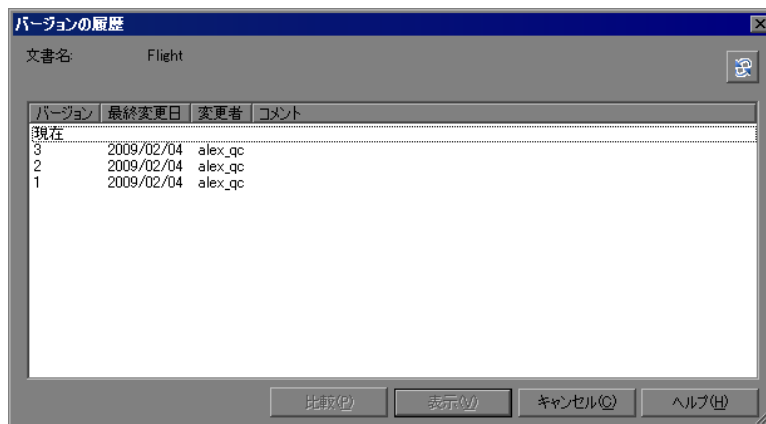 バージョンの履歴
文書名: Flight
バージョン 最終変更日 変更者 コメント
現在
3 2009/02/04 alex_qc
2 2009/02/04 alex_qc
1 2009/02/04 alex_qc
比較(P) 表示(V) キャンセル(C) ヘルプ(H)